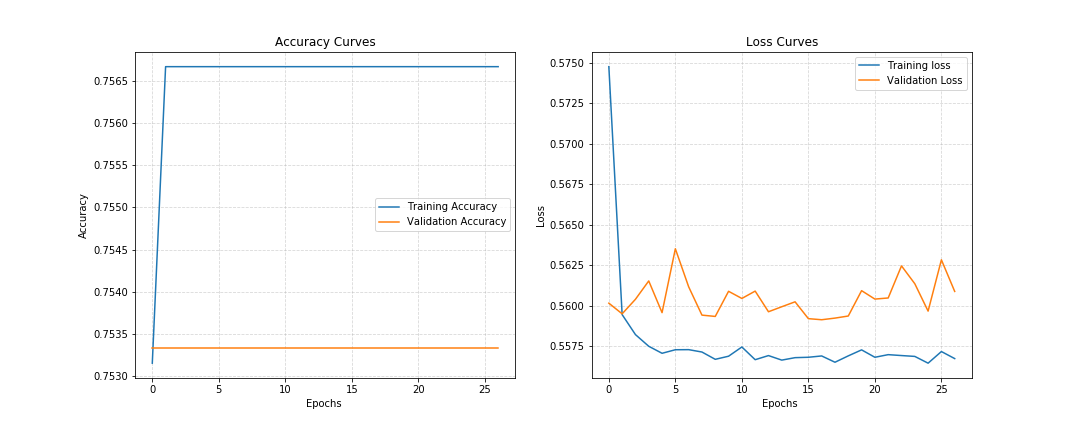 Accuracy Curves
0.7565
0.7560
0.7555
0.7550
0.7545
0.7540
0.7535
0.7530
Accuracy
Training Accuracy
Validation Accuracy
0 5 10 15 20 25
Epochs
Loss Curves
0.5750
0.5725
0.5700
0.5675
0.5650
0.5625
0.5600
0.5575
Loss
Training loss
Validation Loss
0 5 10 15 20 25
Epochs